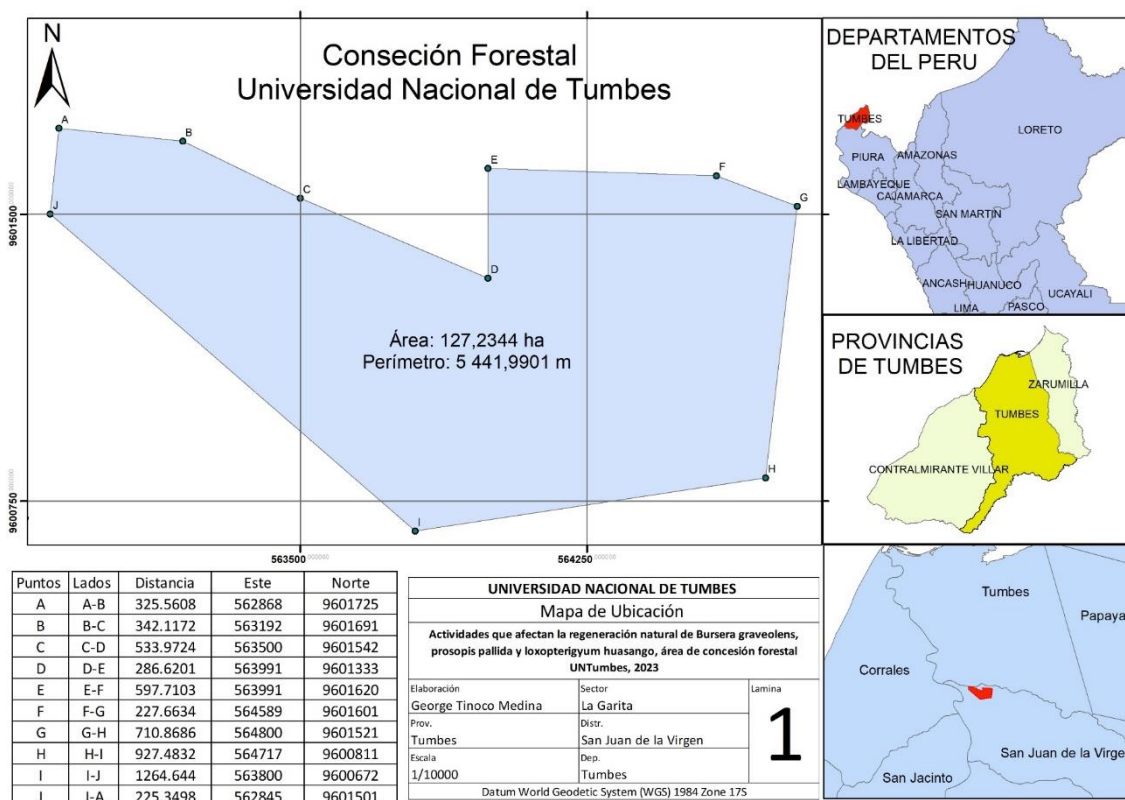 N
Conseción Forestal
Universidad Nacional de Tumbes
A
B
C
D
E
F
G
H
I
J
Área: 127,2344 ha
Perímetro: 5 441,9901 m
9601500
9600750
563500
564250
DEPARTAMENTOS
DEL PERU
TUMBES
LORETO
PIURA
AMAZONAS
LAMBAYEQUE
CAJAMARCA
SAN MARTIN
LA LIBERTAD
ANCASH
HUANUCO
UCAYALI
LIMA
PASCO
PROVINCIAS
DE TUMBES
ZARUMILLA
TUMBES
CONTRALMIRANTE VILLAR
Tumbes
Papaya
Corrales
San Juan de la Virge
San Jacinto
Puntos Lados Distancia Este Norte
A A-B 325.5608 562868 9601725
B B-C 342.1172 563192 9601691
C C-D 533.9724 563500 9601542
D D-E 286.6201 563991 9601333
E E-F 597.7103 563991 9601620
F F-G 227.6634 564589 9601601
G G-H 710.8686 564800 9601521
H H-I 927.4832 564717 9600811
I I-J 1264.644 563800 9600672
J J-A 225.3498 562845 9601501
UNIVERSIDAD NACIONAL DE TUMBES
Mapa de Ubicación
Actividades que afectan la regeneración natural de Bursera graveolens,
prosopis pallida y loxopterigyum huasango, área de concesión forestal
UNTumbes, 2023
Elaboración Sector Lamina
George Tinoco Medina La Garita
1
Prov. Distr.
Tumbes San Juan de la Virgen
Escala Dep.
1/10000 Tumbes
Datum World Geodetic System (WGS) 1984 Zone 17S